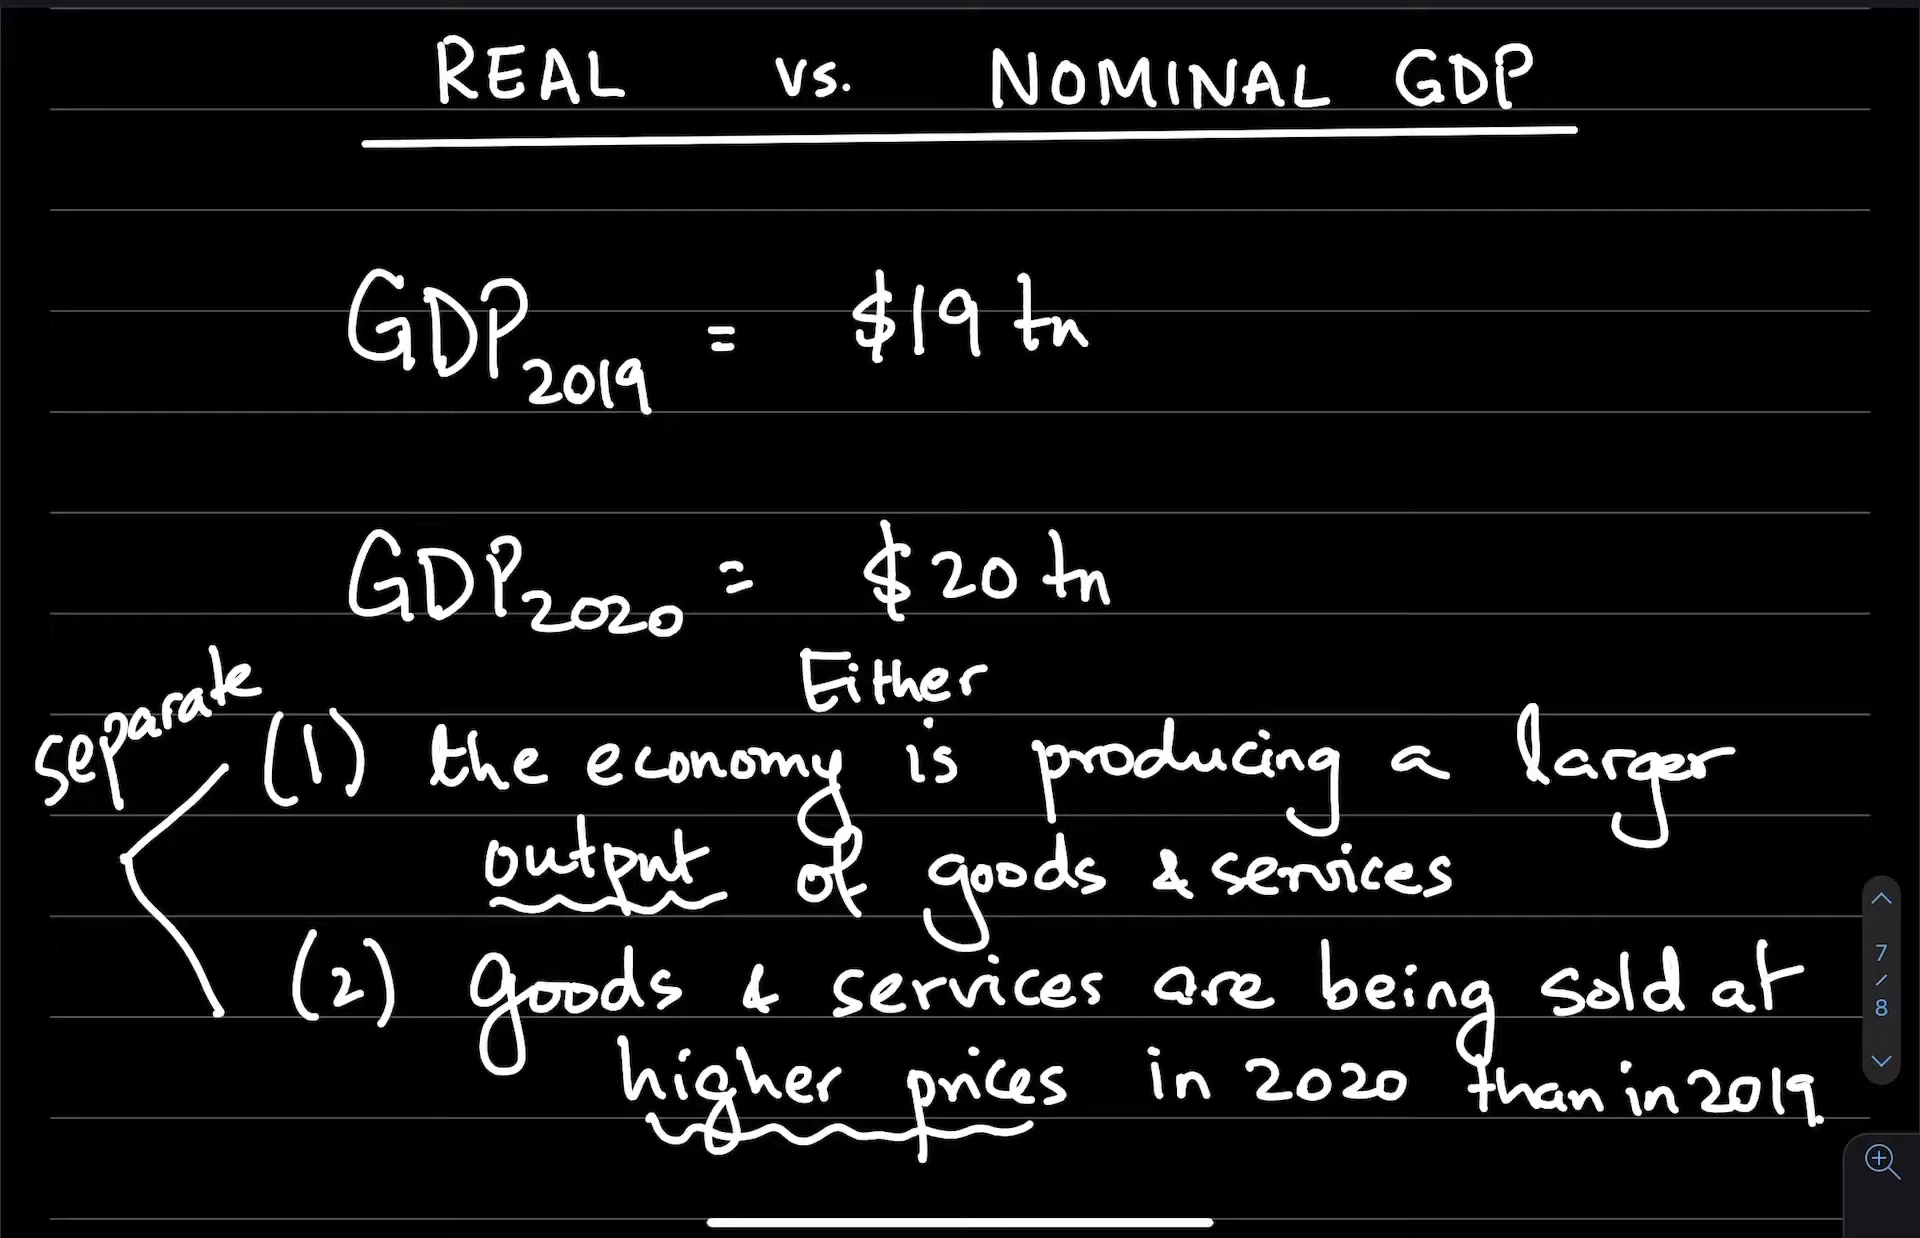 REAL vs. NOMINAL GDP
GDP2019 = $19 tn
GDP2020 = $20 tn
Either
separate
(1) the economy is producing a larger
output of goods & services
(2) goods & services are being sold at
higher prices in 2020 than in 2019.
7
/
8